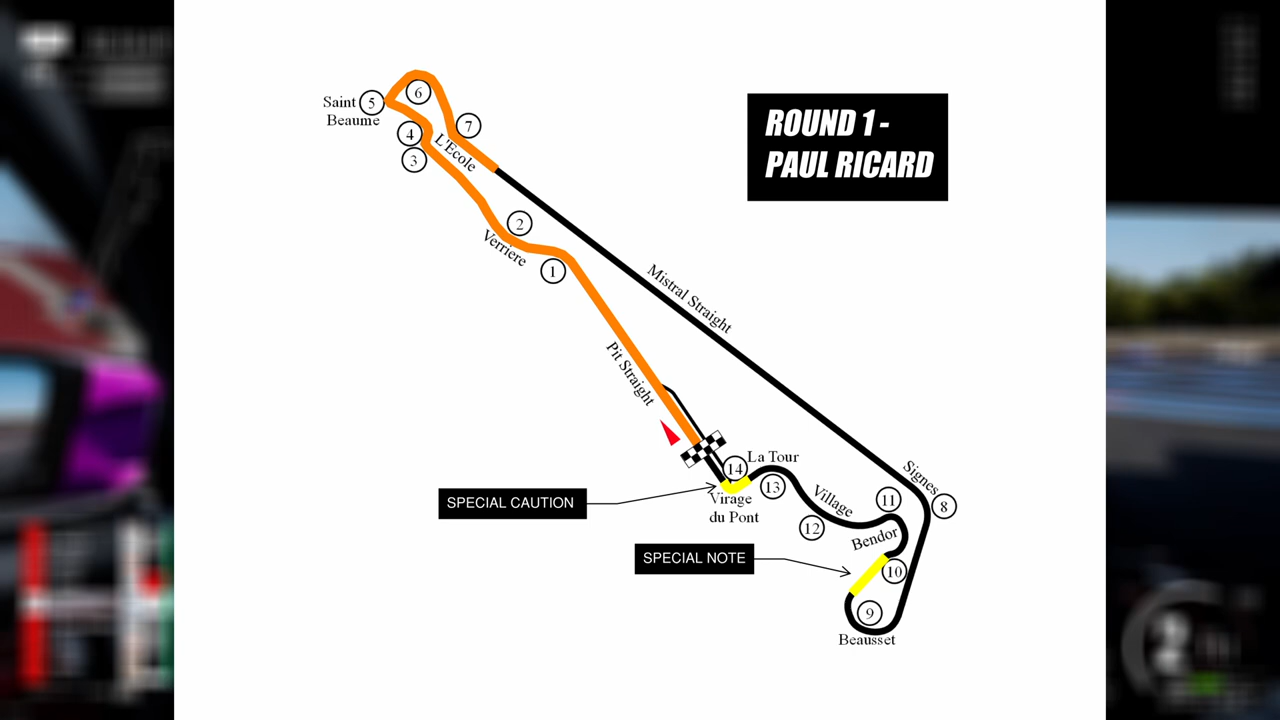 ROUND 1 -
PAUL RICARD
6
Saint
5
Beaume
7
4
L'Ecole
3
2
Verriere
1
Mistral Straight
Pit Straight
La Tour
14
Signes
13
11
8
SPECIAL CAUTION
Virage
du Pont
Village
12
Bendor
SPECIAL NOTE
10
9
Beausset